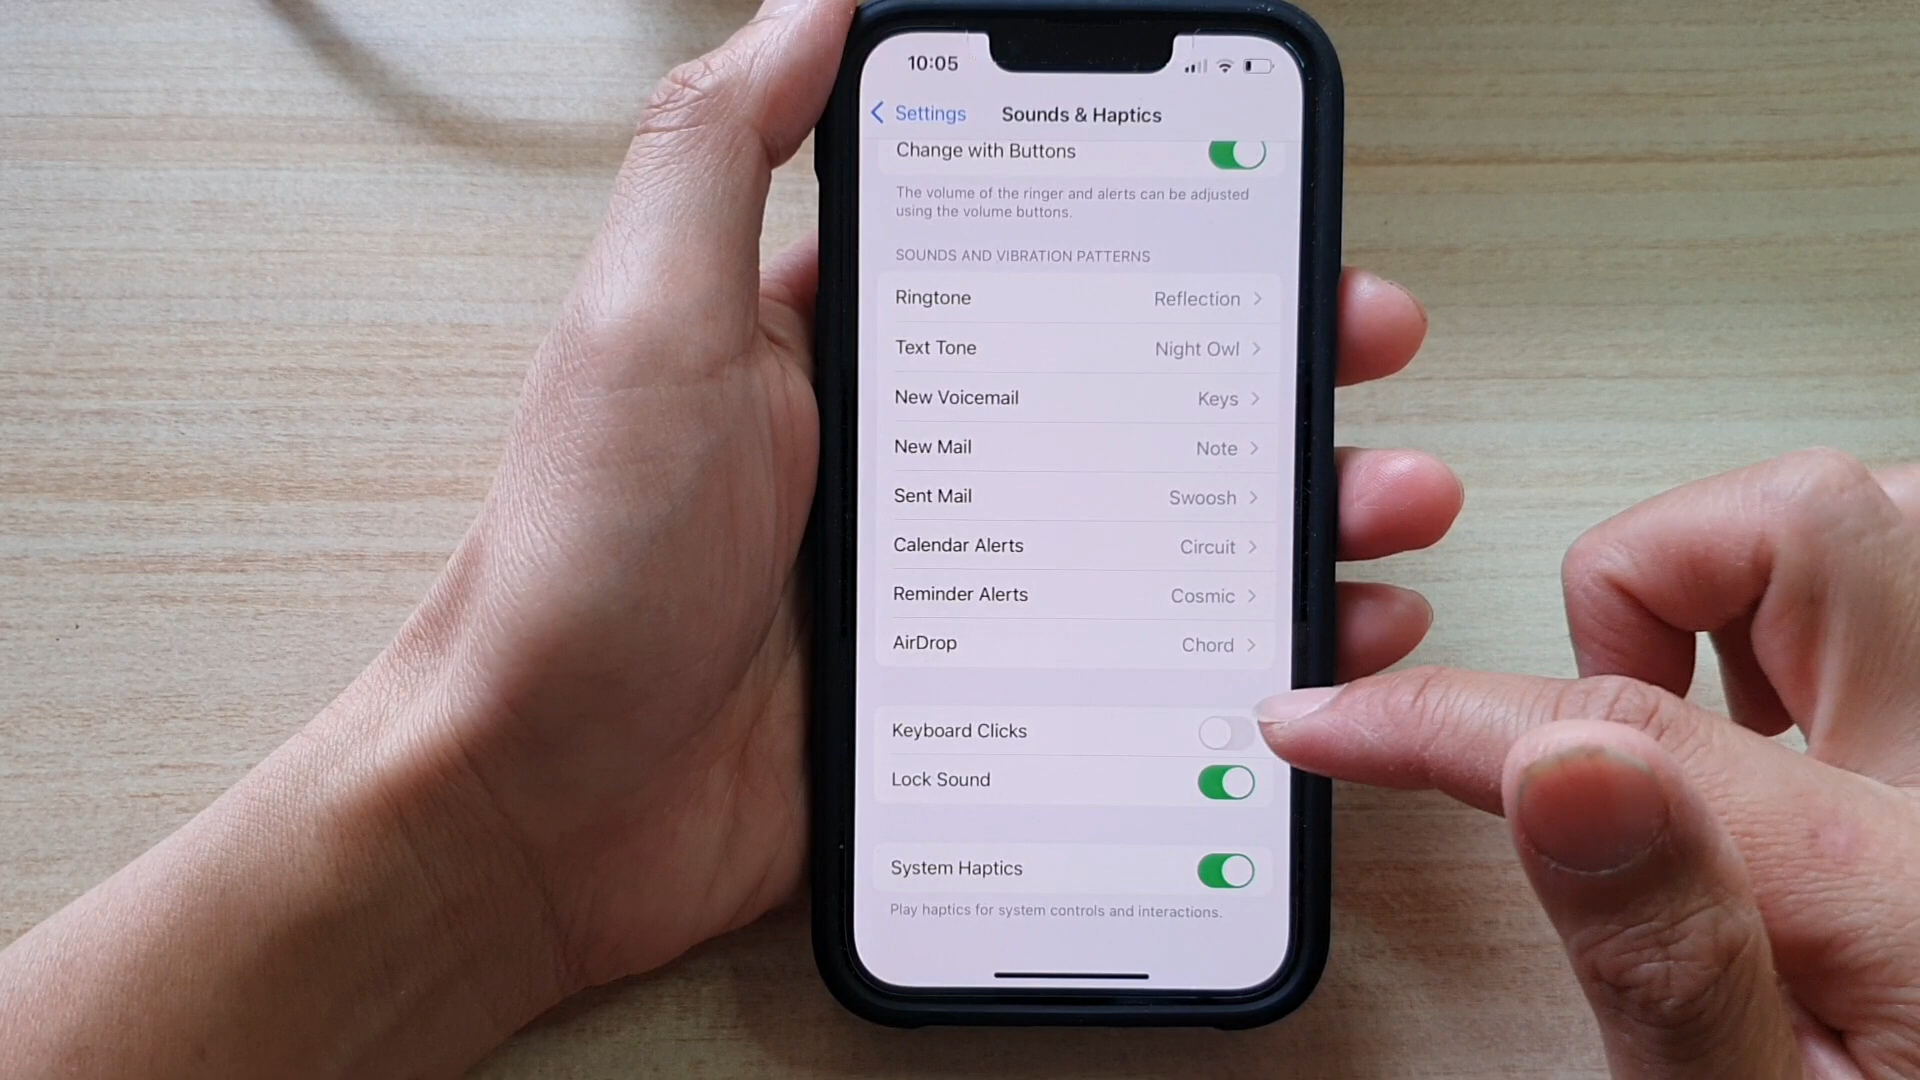 10:05
Settings
Sounds & Haptics
Change with Buttons
The volume of the ringer and alerts can be adjusted
using the volume buttons.
SOUNDS AND VIBRATION PATTERNS
Ringtone Reflection
Text Tone Night Owl
New Voicemail Keys
New Mail Note
Sent Mail Swoosh
Calendar Alerts Circuit
Reminder Alerts Cosmic
AirDrop Chord
Keyboard Clicks
Lock Sound
System Haptics
Play haptics for system controls and interactions.